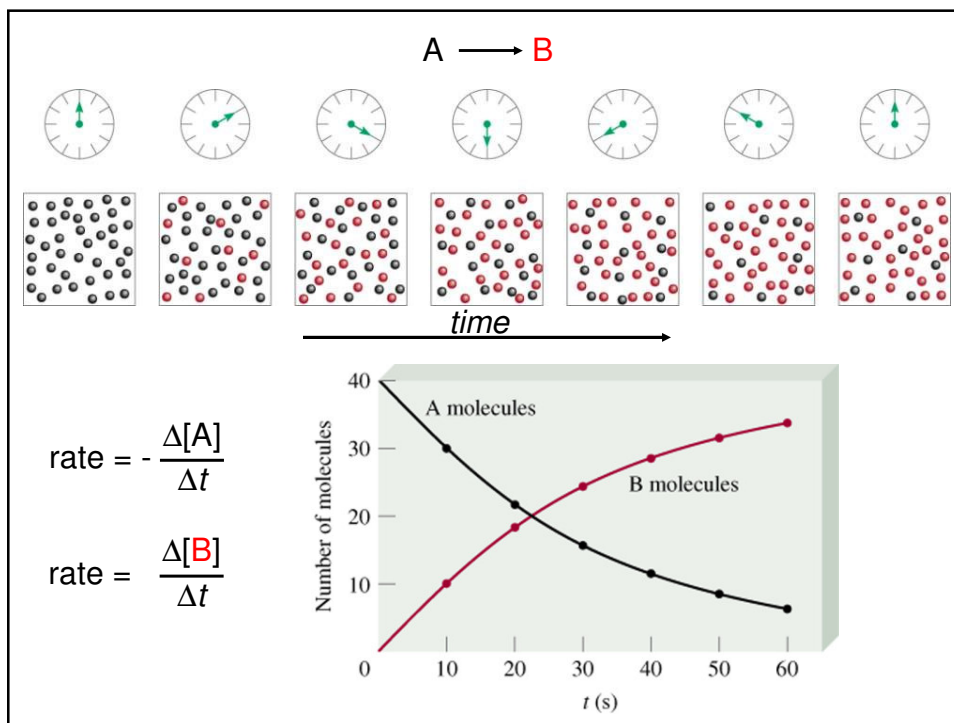 A → B
time
rate = - Δ[A]
Δt
rate = Δ[B]
Δt
Number of molecules
40
30
20
10
0
A molecules
B molecules
10 20 30 40 50 60
t (s)